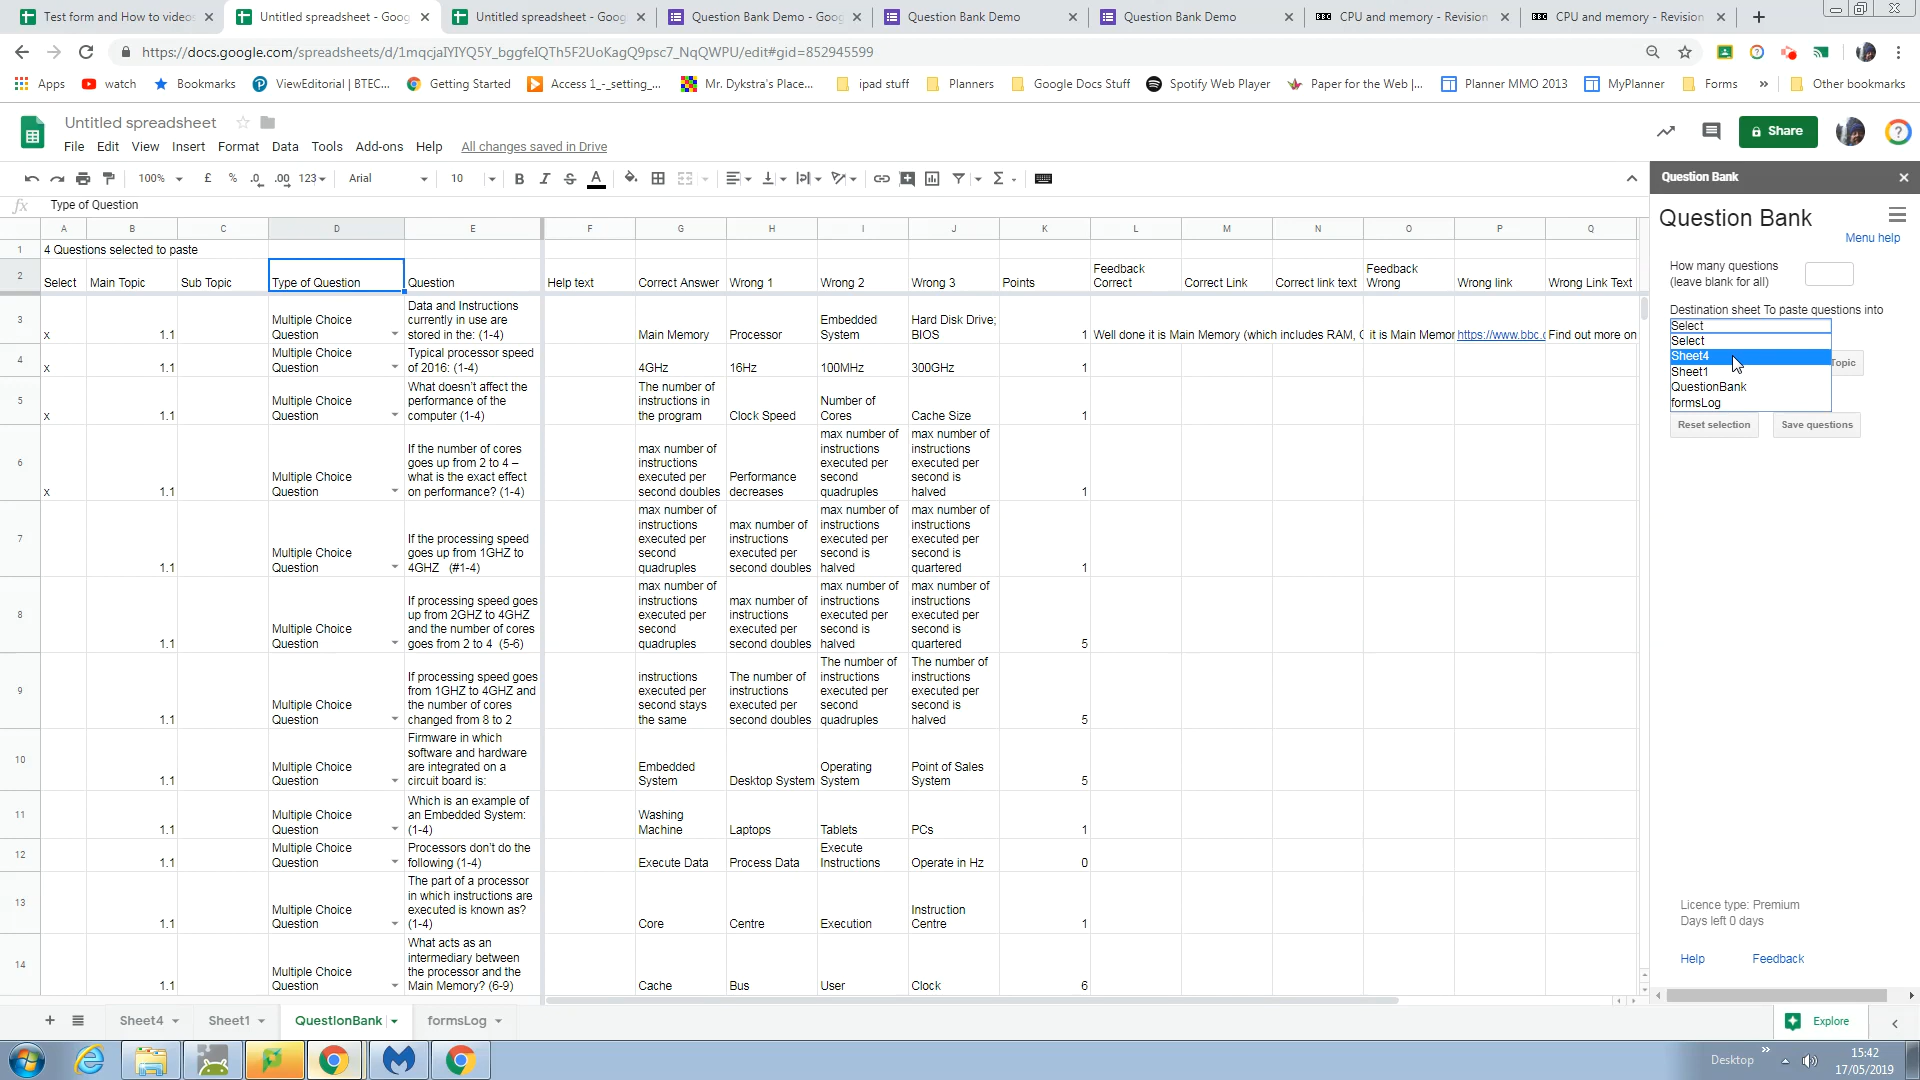 Test form and How to videos
Untitled spreadsheet - Goog
Untitled spreadsheet - Goog
Question Bank Demo - Goog
Question Bank Demo
Question Bank Demo
BBC CPU and memory - Revision
BBC CPU and memory - Revision
https://docs.google.com/spreadsheets/d/1mqcjaIYIYQ5Y_bggfeIQTh5F2UoKagQ9psc7_NqQWPU/edit#gid=852945599
Apps
watch
Bookmarks
ViewEditorial | BTEC...
Getting Started
Access 1_-_setting_...
Mr. Dykstra's Place...
ipad stuff
Planners
Google Docs Stuff
Spotify Web Player
Paper for the Web |...
Planner MMO 2013
MyPlanner
Forms
»
Other bookmarks
Untitled spreadsheet
File Edit View Insert Format Data Tools Add-ons Help All changes saved in Drive
Share
100% £ % .0 .00 123 Arial 10 B I S A
fx Type of Question
A B C D E F G H I J K L M N O P Q
1 4 Questions selected to paste
2 Select Main Topic Sub Topic Type of Question Question Help text Correct Answer Wrong 1 Wrong 2 Wrong 3 Points Feedback Correct Correct Link Correct link text Feedback Wrong Wrong link Wrong Link Text
3 x 1.1 Multiple Choice Question Data and Instructions currently in use are stored in the: (1-4) Main Memory Processor Embedded System Hard Disk Drive; BIOS 1 Well done it is Main Memory (which includes RAM, it is Main Memor https://www.bbc.c Find out more on
4 x 1.1 Multiple Choice Question Typical processor speed of 2016: (1-4) 4GHz 16Hz 100MHz 300GHz 1
5 x 1.1 Multiple Choice Question What doesn't affect the performance of the computer (1-4) The number of instructions in the program Clock Speed Number of Cores Cache Size 1
6 x 1.1 Multiple Choice Question If the number of cores goes up from 2 to 4 – what is the exact effect on performance? (1-4) max number of instructions executed per second doubles Performance decreases max number of instructions executed per second quadruples max number of instructions executed per second is halved 1
7 1.1 Multiple Choice Question If the processing speed goes up from 1GHZ to 4GHZ (#1-4) max number of instructions executed per second quadruples max number of instructions executed per second doubles max number of instructions executed per second is halved max number of instructions executed per second is quartered 1
8 1.1 Multiple Choice Question If processing speed goes up from 2GHZ to 4GHZ and the number of cores goes from 2 to 4 (5-6) max number of instructions executed per second quadruples max number of instructions executed per second doubles max number of instructions executed per second is halved max number of instructions executed per second is quartered 5
9 1.1 Multiple Choice Question If processing speed goes from 1GHZ to 4GHZ and the number of cores changed from 8 to 2 instructions executed per second stays the same The number of instructions executed per second doubles The number of instructions executed per second quadruples The number of instructions executed per second is halved 5
10 1.1 Multiple Choice Question Firmware in which software and hardware are integrated on a circuit board is: Embedded System Desktop System Operating System Point of Sales System 5
11 1.1 Multiple Choice Question Which is an example of an Embedded System: (1-4) Washing Machine Laptops Tablets PCs 1
12 1.1 Multiple Choice Question Processors don't do the following (1-4) Execute Data Process Data Execute Instructions Operate in Hz 0
13 1.1 Multiple Choice Question The part of a processor in which instructions are executed is known as? (1-4) Core Centre Execution Instruction Centre 1
14 1.1 Multiple Choice Question What acts as an intermediary between the processor and the Main Memory? (6-9) Cache Bus User Clock 6
Question Bank
Question Bank
Menu help
How many questions
(leave blank for all)
Destination sheet To paste questions into
Select
Select
Sheet4
Sheet1
QuestionBank
formsLog
Topic
Reset selection Save questions
Licence type: Premium
Days left 0 days
Help Feedback
Sheet4 Sheet1 QuestionBank formsLog
Explore
Desktop » 15:42
17/05/2019